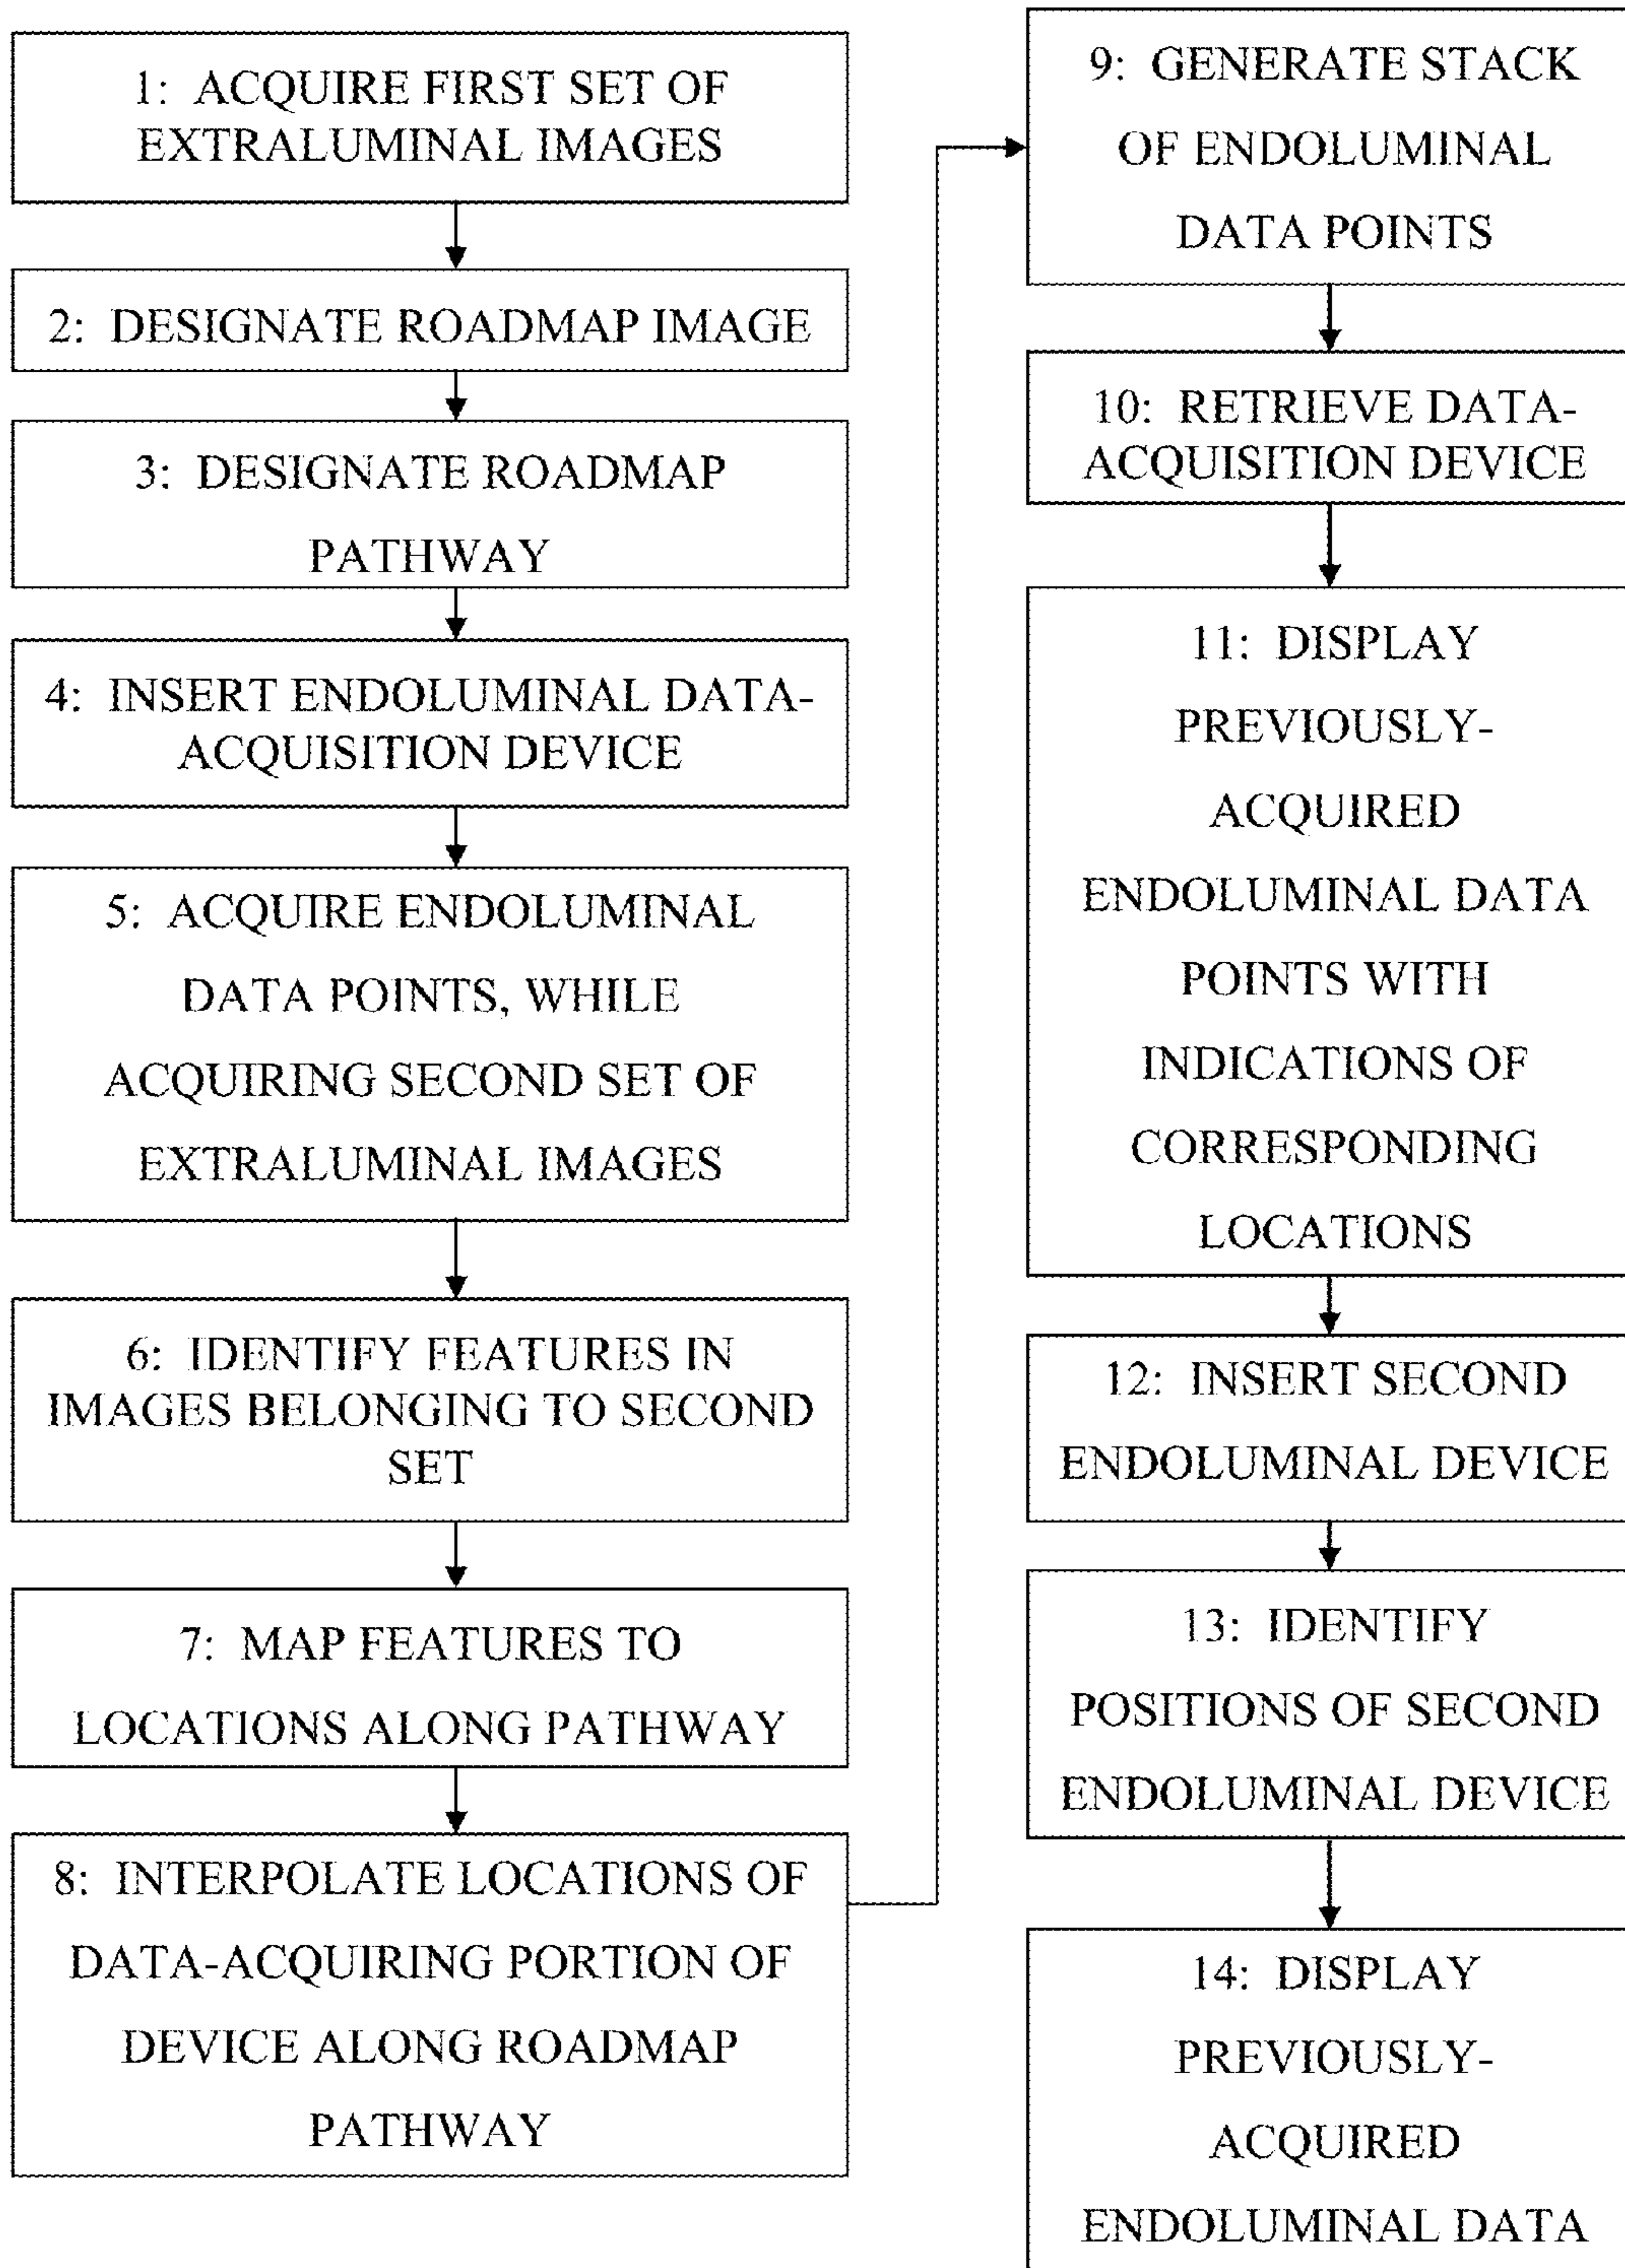 1: ACQUIRE FIRST SET OF
EXTRALUMINAL IMAGES
2: DESIGNATE ROADMAP IMAGE
3: DESIGNATE ROADMAP
PATHWAY
4: INSERT ENDOLUMINAL DATA-
ACQUISITION DEVICE
5: ACQUIRE ENDOLUMINAL
DATA POINTS, WHILE
ACQUIRING SECOND SET OF
EXTRALUMINAL IMAGES
6: IDENTIFY FEATURES IN
IMAGES BELONGING TO SECOND
SET
7: MAP FEATURES TO
LOCATIONS ALONG PATHWAY
8: INTERPOLATE LOCATIONS OF
DATA-ACQUIRING PORTION OF
DEVICE ALONG ROADMAP
PATHWAY
9: GENERATE STACK
OF ENDOLUMINAL
DATA POINTS
10: RETRIEVE DATA-
ACQUISITION DEVICE
11: DISPLAY
PREVIOUSLY-
ACQUIRED
ENDOLUMINAL DATA
POINTS WITH
INDICATIONS OF
CORRESPONDING
LOCATIONS
12: INSERT SECOND
ENDOLUMINAL DEVICE
13: IDENTIFY
POSITIONS OF SECOND
ENDOLUMINAL DEVICE
14: DISPLAY
PREVIOUSLY-
ACQUIRED
ENDOLUMINAL DATA